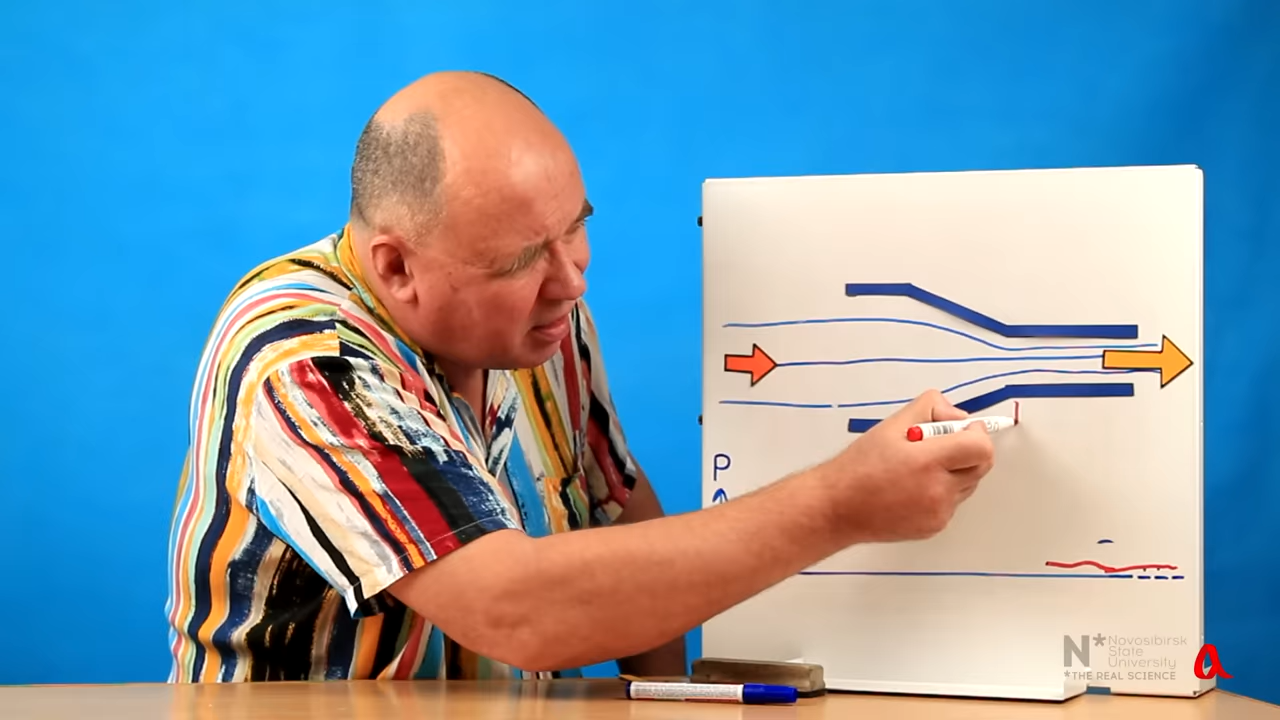 P
N* Novosibirsk
State
University
*THE REAL SCIENCE
a